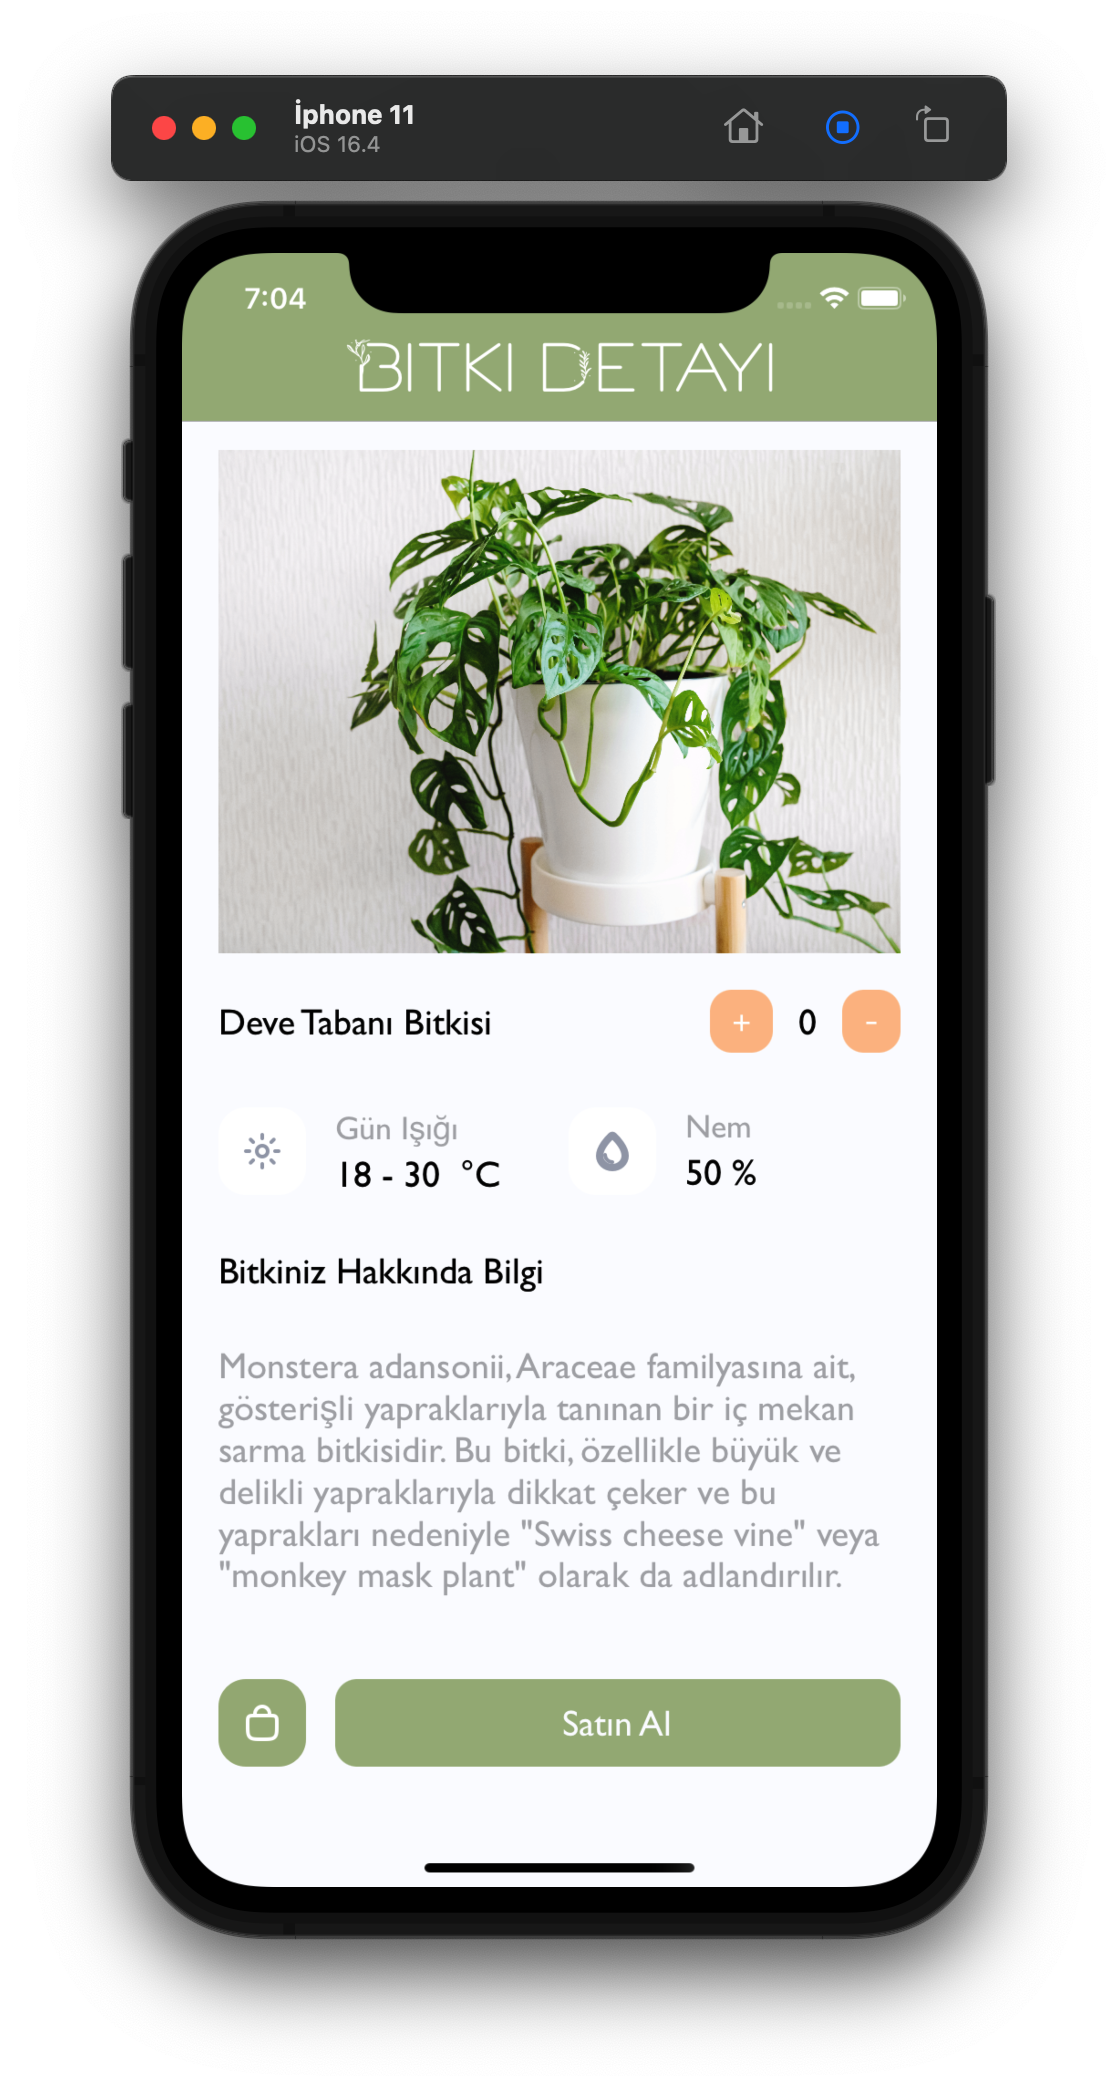 İphone 11
iOS 16.4
7:04
BITKI DETAYI
Deve Tabanı Bitkisi
+ 0 -
Gün Işığı
18 - 30 °C
Nem
50 %
Bitkiniz Hakkında Bilgi
Monstera adansonii, Araceae familyasına ait,
gösterişli yapraklarıyla tanınan bir iç mekan
sarma bitkisidir. Bu bitki, özellikle büyük ve
delikli yapraklarıyla dikkat çeker ve bu
yaprakları nedeniyle "Swiss cheese vine" veya
"monkey mask plant" olarak da adlandırılır.
Satın Al